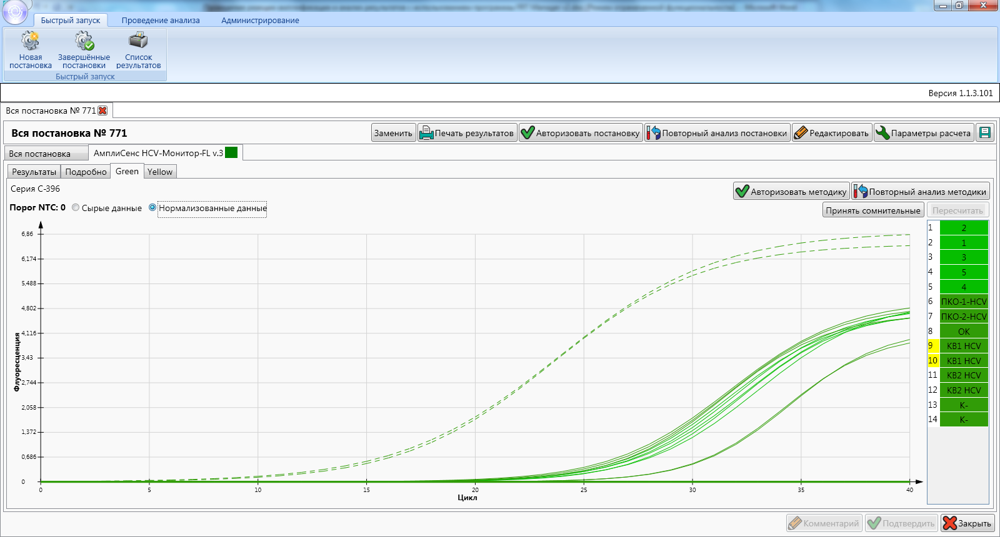 Быстрый запуск Проведение анализа Администрирование
Новая постановка
Завершённые постановки
Список результатов
Быстрый запуск
Версия 1.1.3.101
Вся постановка № 771
Вся постановка № 771
Заменить Печать результатов Авторизовать постановку Повторный анализ постановки Редактировать Параметры расчета
Вся постановка АмплиСенс HCV-Монитор-FL v.3
Результаты Подробно Green Yellow
Серия С-396
Авторизовать методику Повторный анализ методики
Порог NTC: 0 Сырые данные Нормализованные данные
Принять сомнительные Пересчитать
6,86
6,174
5,488
4,802
4,116
3,43
2,744
2,058
1,372
0,686
0
Флуоресценция
0 5 10 15 20 25 30 35 40
Цикл
1 2
2 1
3 3
4 5
5 4
6 ПКО-1-HCV
7 ПКО-2-HCV
8 ОК
9 КВ1 HCV
10 КВ1 HCV
11 КВ2 HCV
12 КВ2 HCV
13 К-
14 К-
Комментарий Подтвердить Закрыть